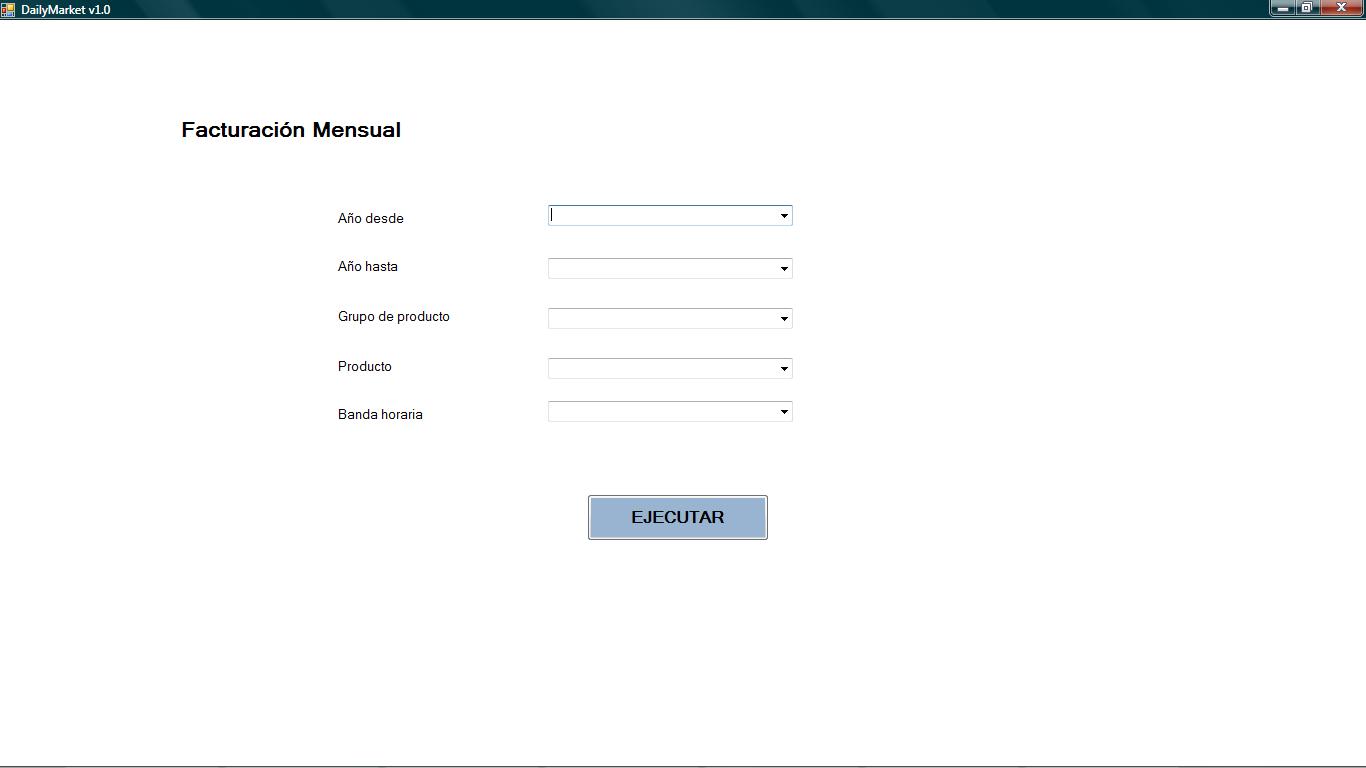 DailyMarket v1.0
Facturación Mensual
Año desde
Año hasta
Grupo de producto
Producto
Banda horaria
EJECUTAR